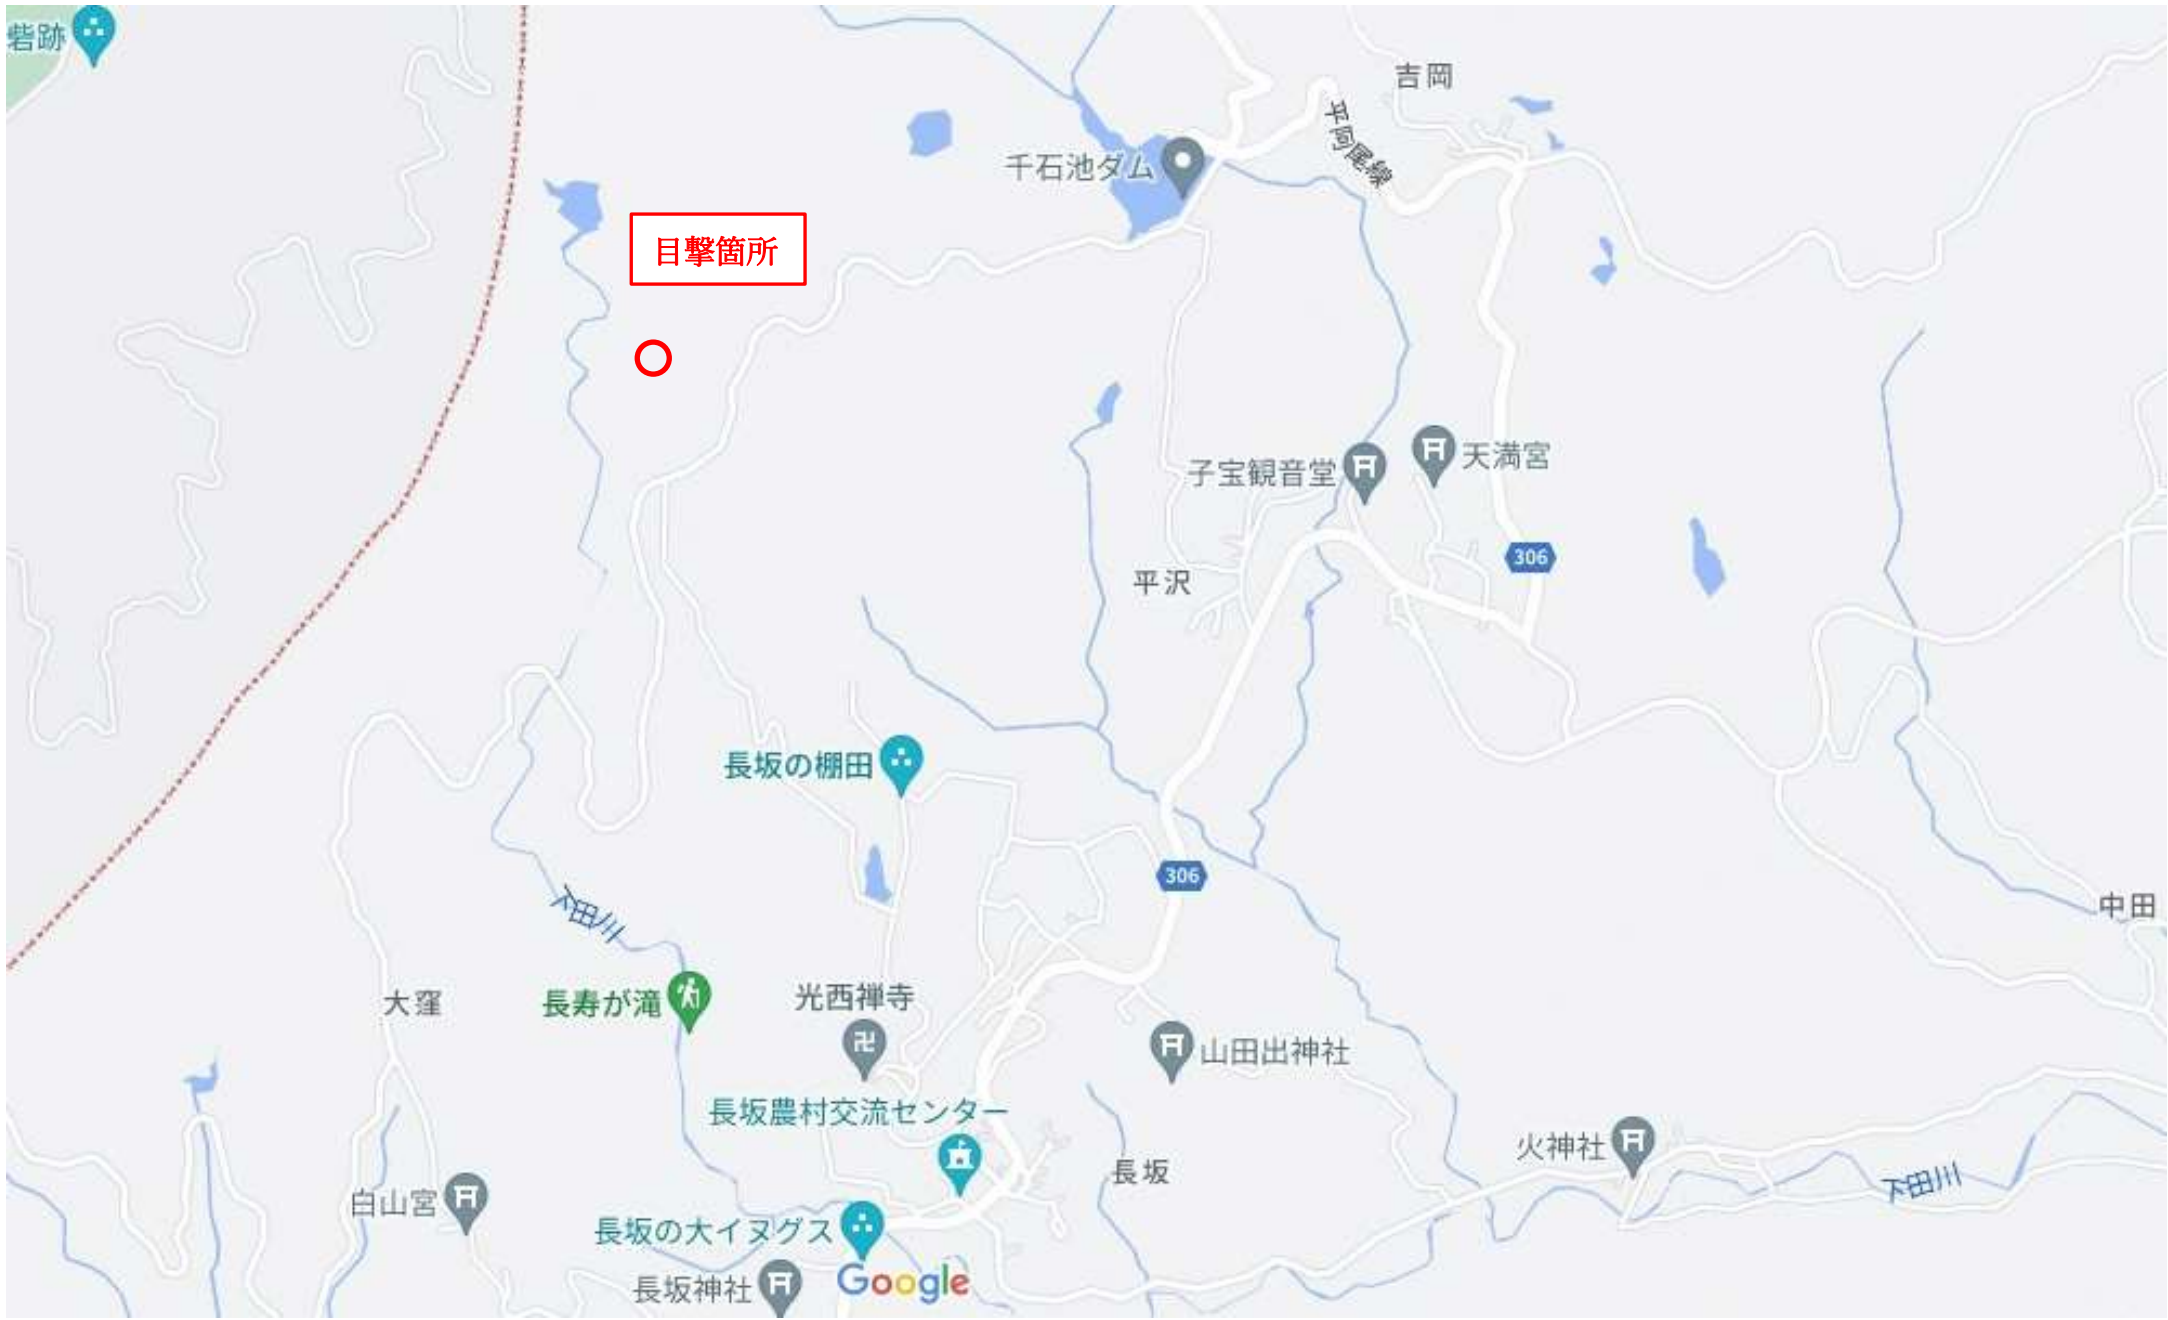 砦跡
吉岡
平阿尾線
千石池ダム
目撃箇所
子宝観音堂
天満宮
306
平沢
長坂の棚田
306
下田川
中田
大窪
長寿が滝
光西禅寺
山田出神社
長坂農村交流センター
火神社
長坂
下田川
白山宮
長坂の大イヌグス
長坂神社
Google